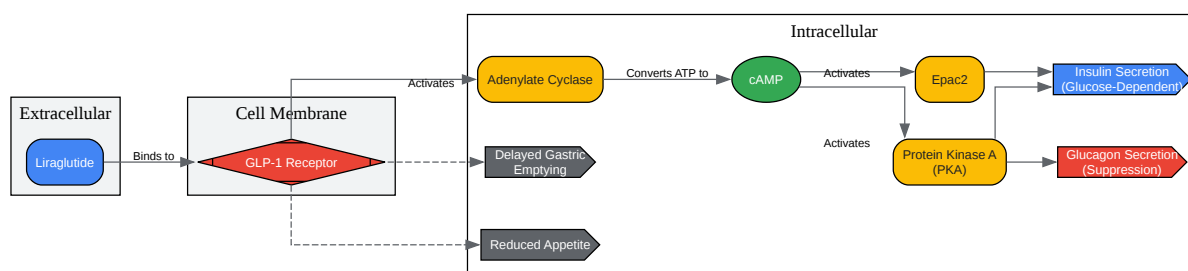 Intracellular
Extracellular
Cell Membrane
Liraglutide
Binds to
GLP-1 Receptor
Activates
Adenylate Cyclase
Converts ATP to
cAMP
Activates
Epac2
Insulin Secretion
(Glucose-Dependent)
Activates
Protein Kinase A
(PKA)
Glucagon Secretion
(Suppression)
Delayed Gastric
Emptying
Reduced Appetite